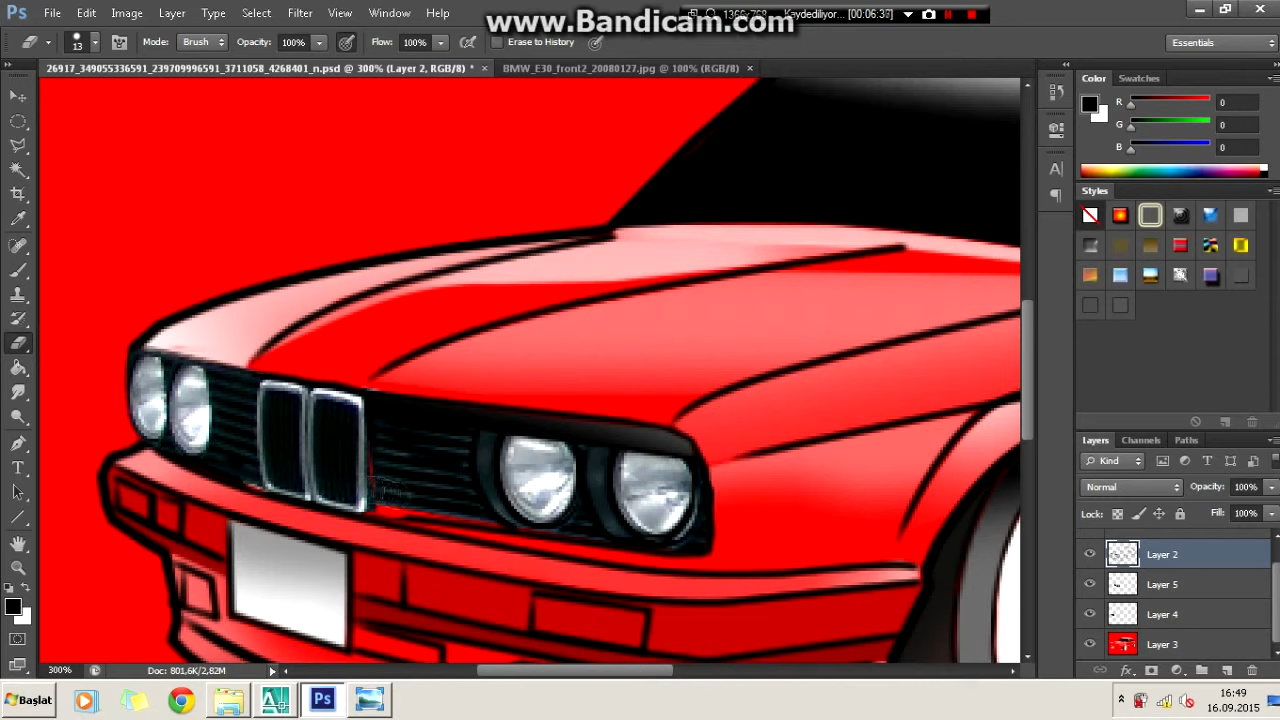 Ps File Edit Image Layer Type Select Filter View Window Help
www.Bandicam.com
1366x768 Kaydediliyor... [00:06:37]
13 Mode: Brush Opacity: 100% Flow: 100% Erase to History Essentials
26917_349055336591_239709996591_3711058_4268401_n.psd @ 300% (Layer 2, RGB/8) * BMW_E30_front2_20080127.jpg @ 100% (RGB/8)
Color Swatches
R 0
G 0
B 0
Styles
Layers Channels Paths
Kind
Normal Opacity: 100%
Lock: Fill: 100%
Layer 2
Layer 5
Layer 4
Layer 3
300% Doc: 801,6K/2,82M
Başlat Ps 16:49
16.09.2015